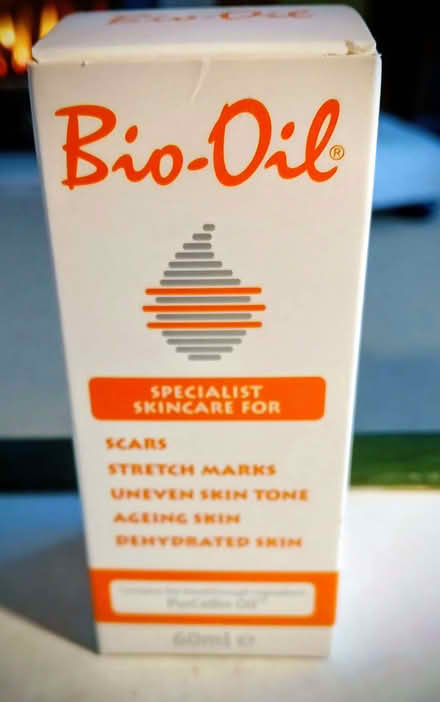 Bio-Oil®
SPECIALIST
SKINCARE FOR
SCARS
STRETCH MARKS
UNEVEN SKIN TONE
AGEING SKIN
DEHYDRATED SKIN
PurCellin Oil™
60ml e